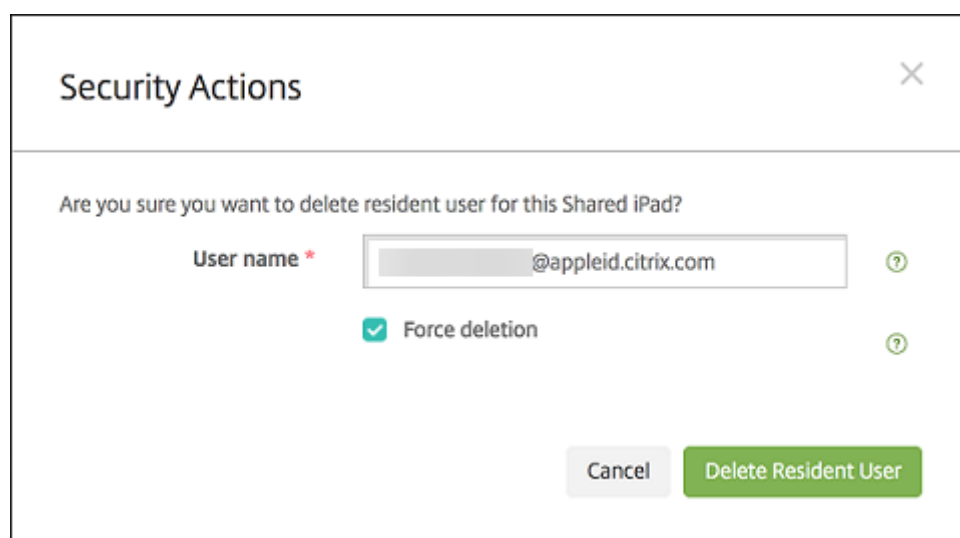 Security Actions
Are you sure you want to delete resident user for this Shared iPad?
User name * @appleid.citrix.com
Force deletion
Cancel Delete Resident User